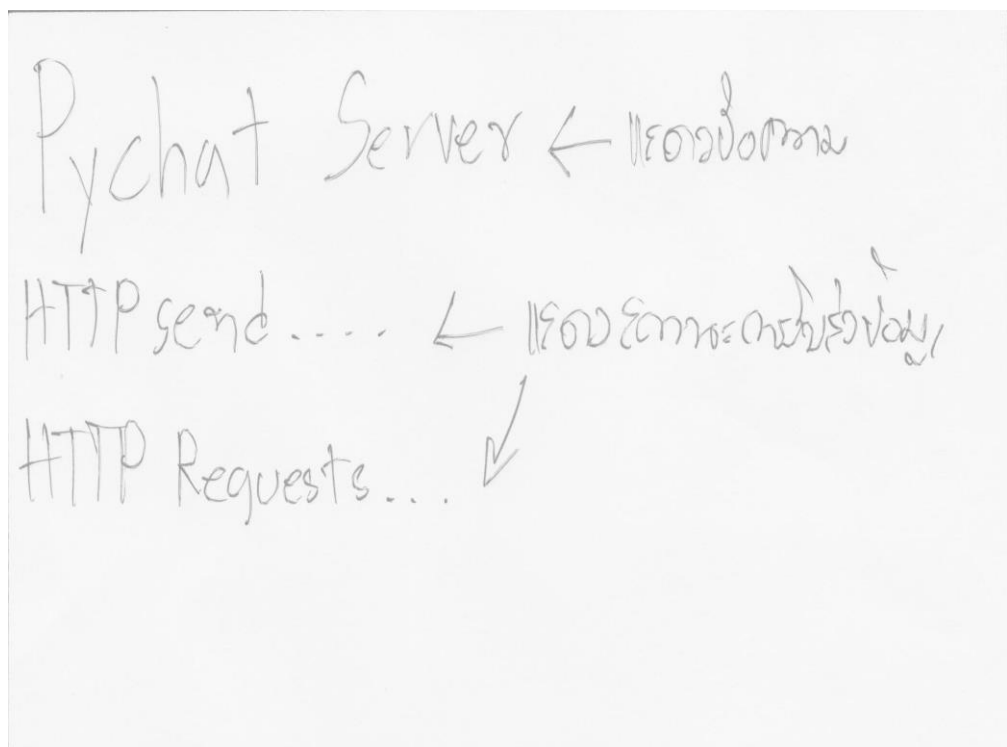 Pychat Server ← แสดงข้อความ
HTTP send.... ← แสดงสถานะการรับส่งข้อมูล
HTTP Requests...